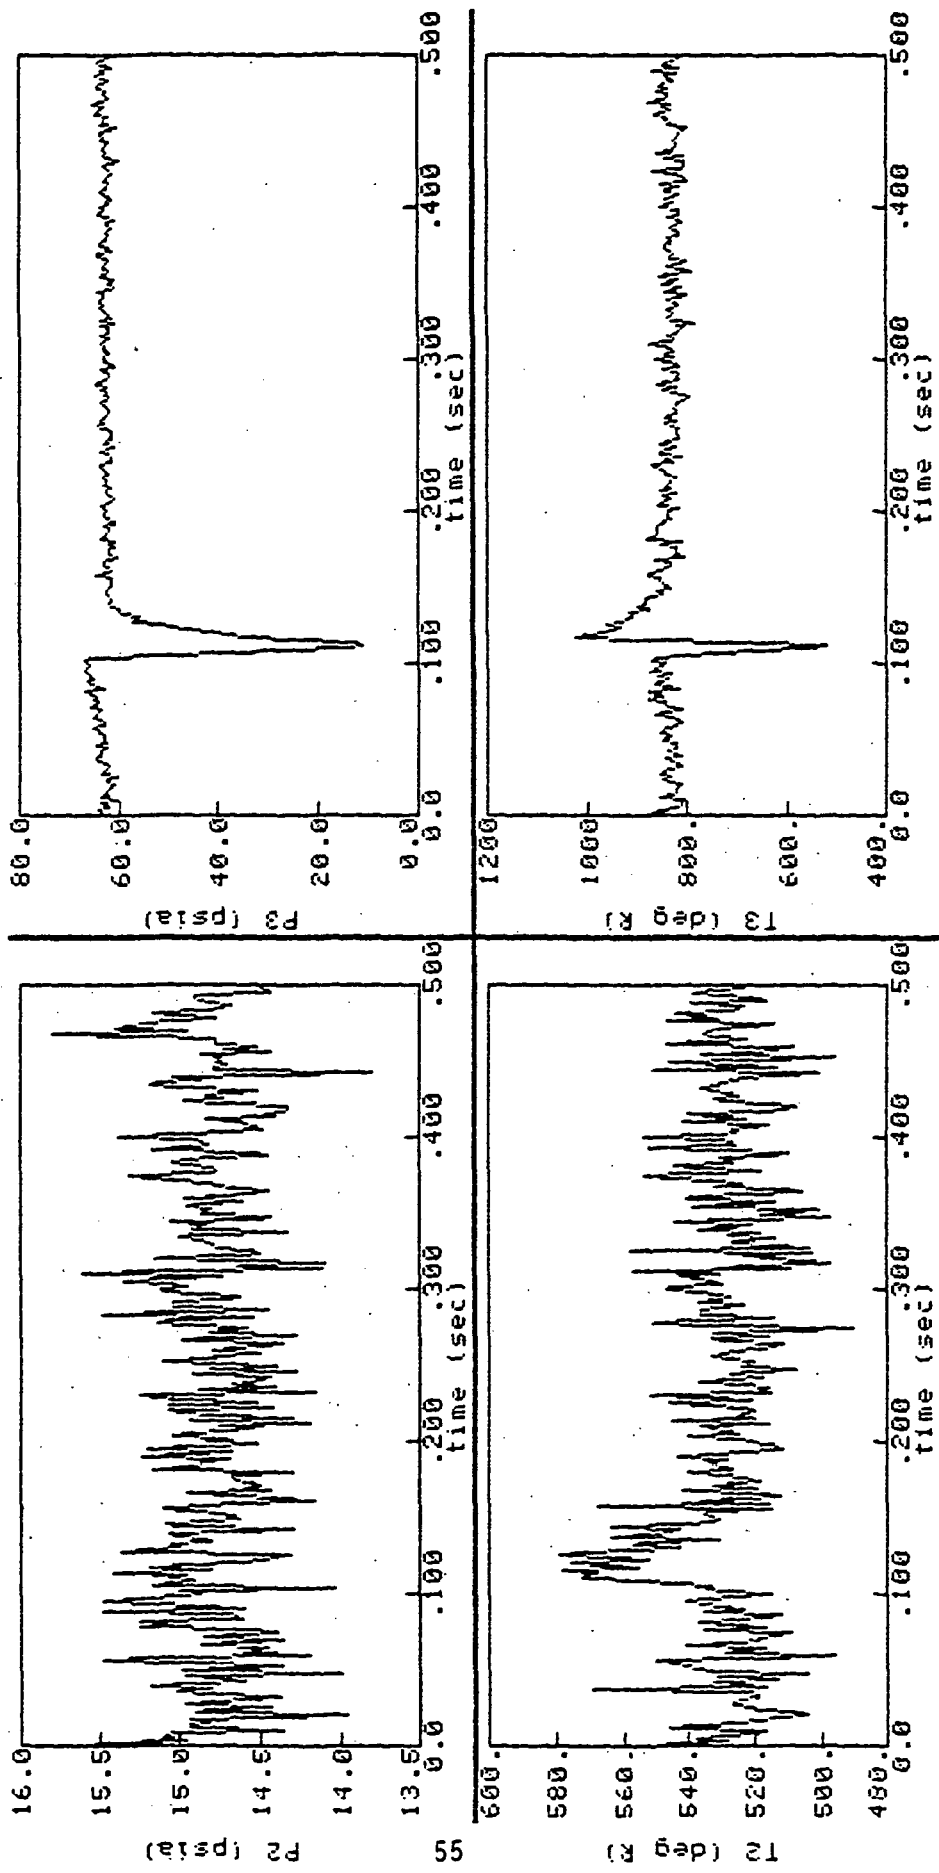 16.0
15.5
15.0
14.5
14.0
13.5
P2 (psia)
0.0 .100 .200 .300 .400 .500
time (sec)
80.0
60.0
40.0
20.0
0.0
P3 (psia)
0.0 .100 .200 .300 .400 .500
time (sec)
600.
580.
560.
540.
520.
500.
480.
T2 (deg R)
0.0 .100 .200 .300 .400 .500
time (sec)
1200
1000
800.
600.
400.
T3 (deg R)
0.0 .100 .200 .300 .400 .500
time (sec)
55